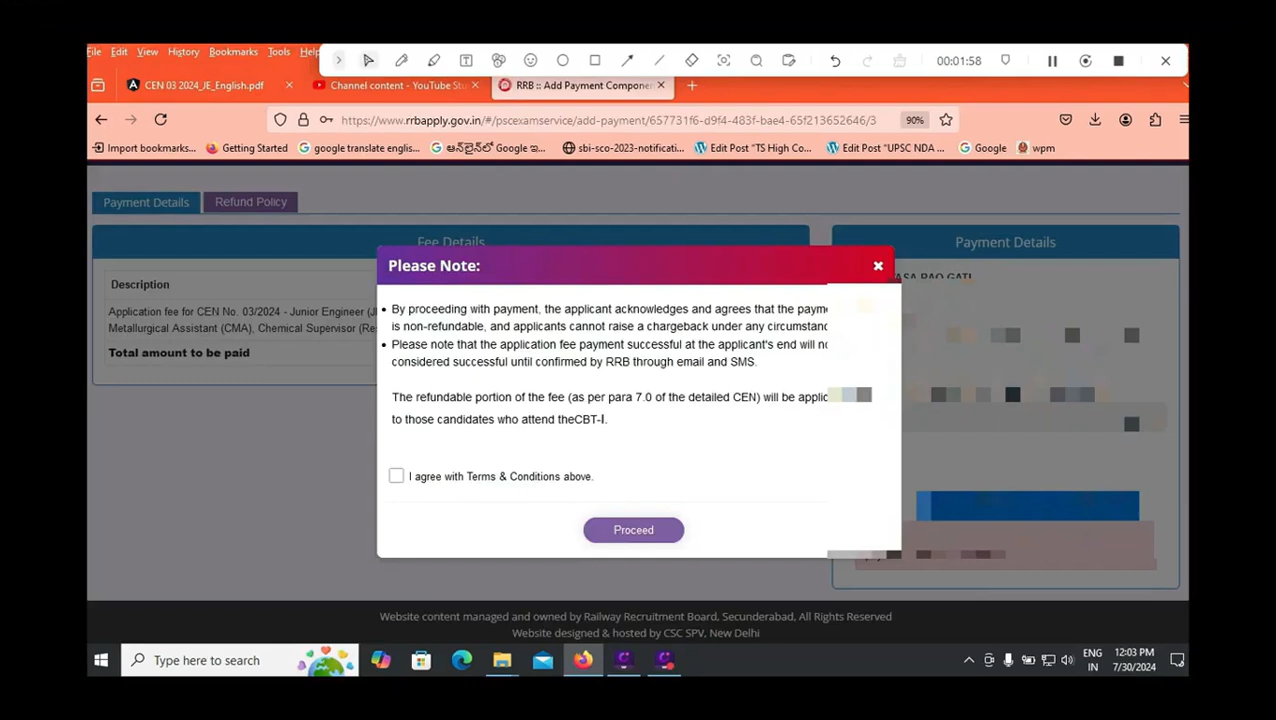 File Edit View History Bookmarks Tools Help
00:01:58
CEN 03 2024_JE_English.pdf
Channel content - YouTube Stu
RRB :: Add Payment Componen
https://www.rrbapply.gov.in/#/pscexamservice/add-payment/657731f6-d9f4-483f-bae4-65f213652646/3
90%
Import bookmarks...
Getting Started
google translate englis...
ఆన్‌లైన్‌లో Google ఇ...
sbi-sco-2023-notificati...
Edit Post "TS High Co...
Edit Post "UPSC NDA ...
Google
wpm
Payment Details
Refund Policy
Fee Details
Payment Details
Please Note:
ASA RAO GATI
Description
Application fee for CEN No. 03/2024 - Junior Engineer (J
Metallurgical Assistant (CMA), Chemical Supervisor (Re
Total amount to be paid
• By proceeding with payment, the applicant acknowledges and agrees that the payme
is non-refundable, and applicants cannot raise a chargeback under any circumstanc
• Please note that the application fee payment successful at the applicant's end will no
considered successful until confirmed by RRB through email and SMS.
The refundable portion of the fee (as per para 7.0 of the detailed CEN) will be applic
to those candidates who attend theCBT-I.
I agree with Terms & Conditions above.
Proceed
Website content managed and owned by Railway Recruitment Board, Secunderabad, All Rights Reserved
Website designed & hosted by CSC SPV, New Delhi
Type here to search
ENG
IN
12:03 PM
7/30/2024